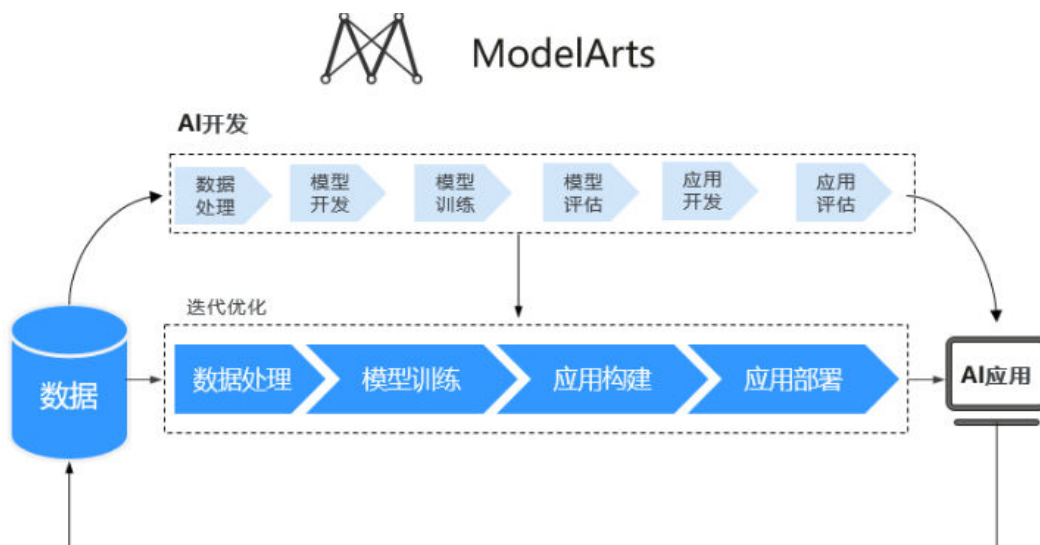 ModelArts
AI开发
数据
处理
模型
开发
模型
训练
模型
评估
应用
开发
应用
评估
迭代优化
数据
数据处理
模型训练
应用构建
应用部署
AI应用